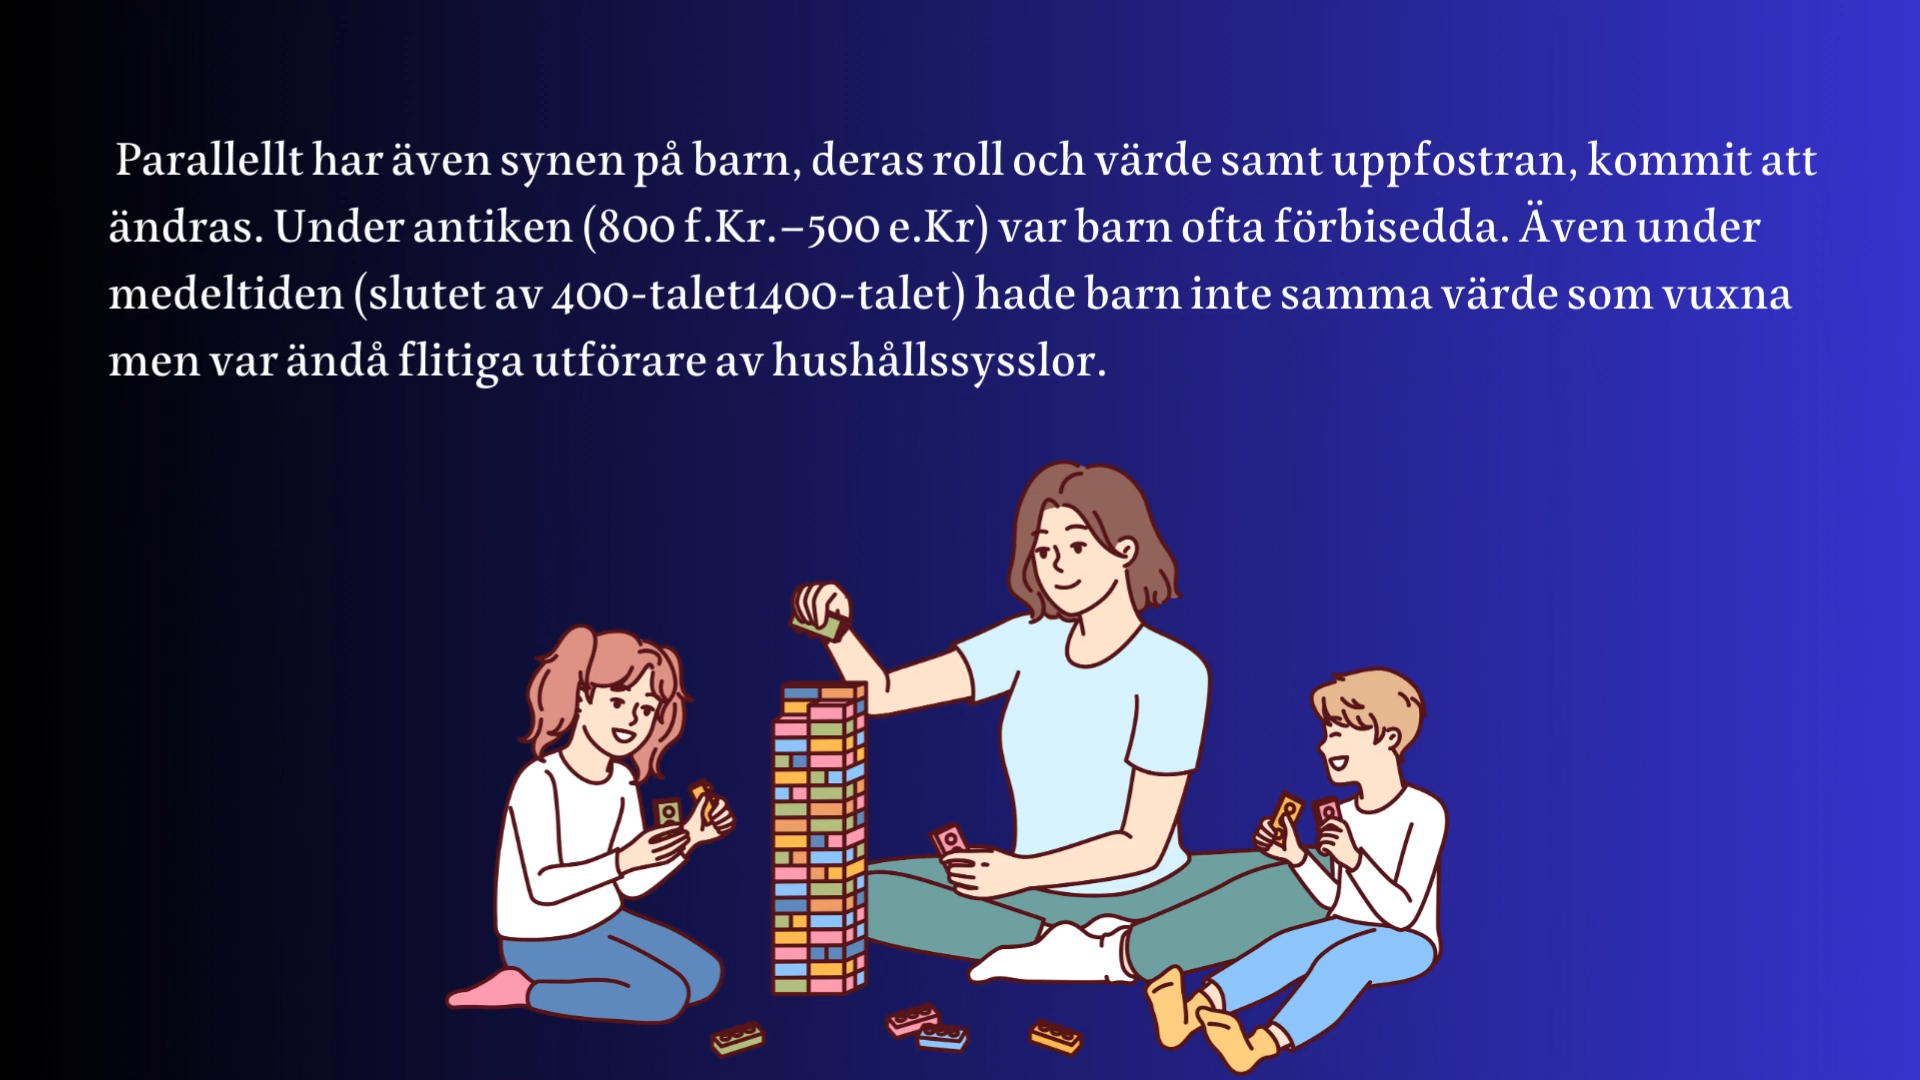 Parallellt har även synen på barn, deras roll och värde samt uppfostran, kommit att
ändras. Under antiken (800 f.Kr.–500 e.Kr) var barn ofta förbisedda. Även under
medeltiden (slutet av 400-talet1400-talet) hade barn inte samma värde som vuxna
men var ändå flitiga utförare av hushållssysslor.